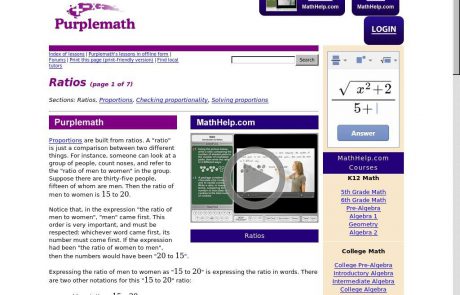 Purplemath
MathHelp.com
MathHelp.com
LOGIN
Index of lessons | Purplemath's lessons in offline form |
Forums | Print this page (print-friendly version) | Find local
tutors
Search
Ratios (page 1 of 7)
Sections: Ratios, Proportions, Checking proportionality, Solving proportions
Purplemath
Proportions are built from ratios. A "ratio"
is just a comparison between two different
things. For instance, someone can look at a
group of people, count noses, and refer to
the "ratio of men to women" in the group.
Suppose there are thirty-five people,
fifteen of whom are men. Then the ratio of
men to women is 15 to 20.
Notice that, in the expression "the ratio of
men to women", "men" came first. This
order is very important, and must be
respected: whichever word came first, its
number must come first. If the expression
had been "the ratio of women to men",
then the numbers would have been "20 to 15".
Expressing the ratio of men to women as "15 to 20" is expressing the ratio in words. There
are two other notations for this "15 to 20" ratio:
MathHelp.com
Ratios
√ x²+2
5+
Answer
MathHelp.com
Courses
K12 Math
5th Grade Math
6th Grade Math
Pre-Algebra
Algebra 1
Geometry
Algebra 2
College Math
College Pre-Algebra
Introductory Algebra
Intermediate Algebra
College Algebra